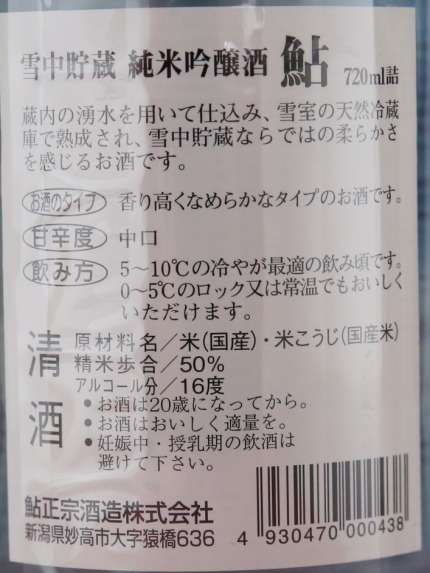 雪中貯蔵 純米吟醸酒 鮎 720ml詰
蔵内の湧水を用いて仕込み、雪室の天然冷蔵
庫で熟成され、雪中貯蔵ならではの柔らかさ
を感じるお酒です。
お酒のタイプ 香り高くなめらかなタイプのお酒です。
甘辛度 中口
飲み方 5～10℃の冷やが最適の飲み頃です。
0～5℃のロック又は常温でもおいしく
いただけます。
清酒
原材料名／米(国産)・米こうじ(国産米)
精米歩合／50%
アルコール分／16度
●お酒は20歳になってから。
●お酒はおいしく適量を。
●妊娠中・授乳期の飲酒は
避けて下さい。
鮎正宗酒造株式会社
新潟県妙高市大字猿橋636
4 930470 000438